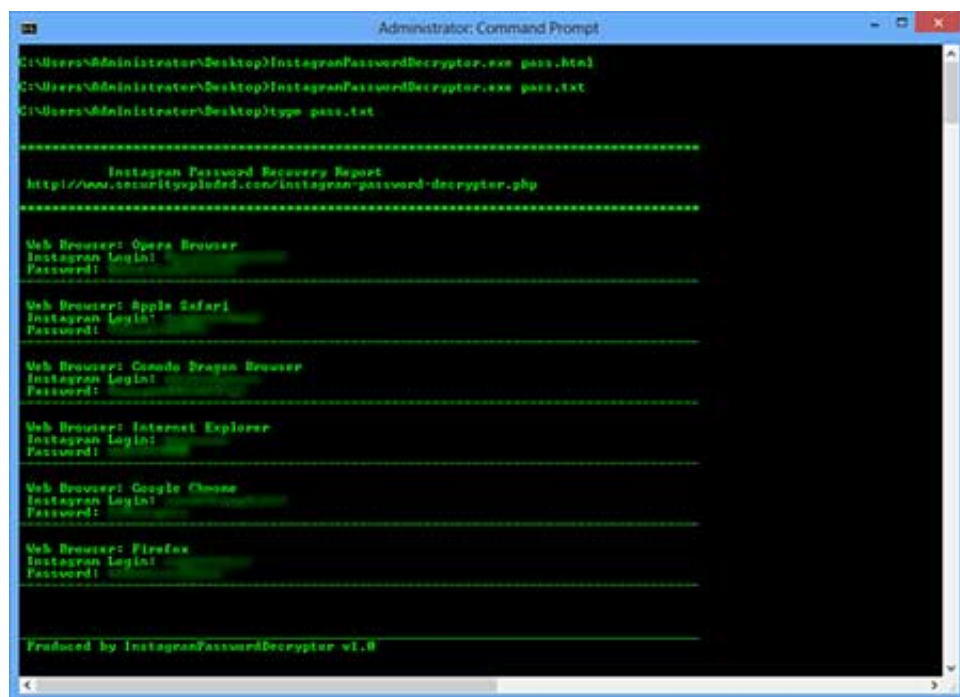 Administrator: Command Prompt
C:\Users\Administrator\Desktop>InstagramPasswordDecryptor.exe pass.html
C:\Users\Administrator\Desktop>InstagramPasswordDecryptor.exe pass.txt
C:\Users\Administrator\Desktop>type pass.txt
Instagram Password Recovery Report
http://www.securityxploded.com/instagram-password-decryptor.php
Web Browser: Opera Browser
Instagram Login:
Password:
Web Browser: Apple Safari
Instagram Login:
Password:
Web Browser: Comodo Dragon Browser
Instagram Login:
Password:
Web Browser: Internet Explorer
Instagram Login:
Password:
Web Browser: Google Chrome
Instagram Login:
Password:
Web Browser: Firefox
Instagram Login:
Password:
Produced by InstagramPasswordDecryptor v1.0